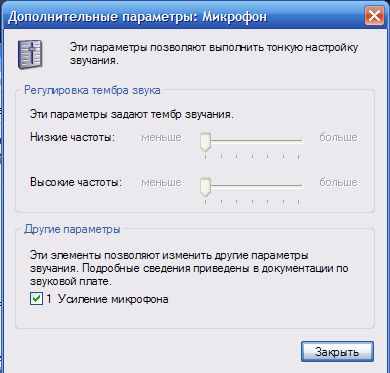 Дополнительные параметры: Микрофон
Эти параметры позволяют выполнить тонкую настройку
звучания.
Регулировка тембра звука
Эти параметры задают тембр звучания.
Низкие частоты: меньше больше
Высокие частоты: меньше больше
Другие параметры
Эти элементы позволяют изменить другие параметры
звучания. Подробные сведения приведены в документации по
звуковой плате.
1 Усиление микрофона
Закрыть